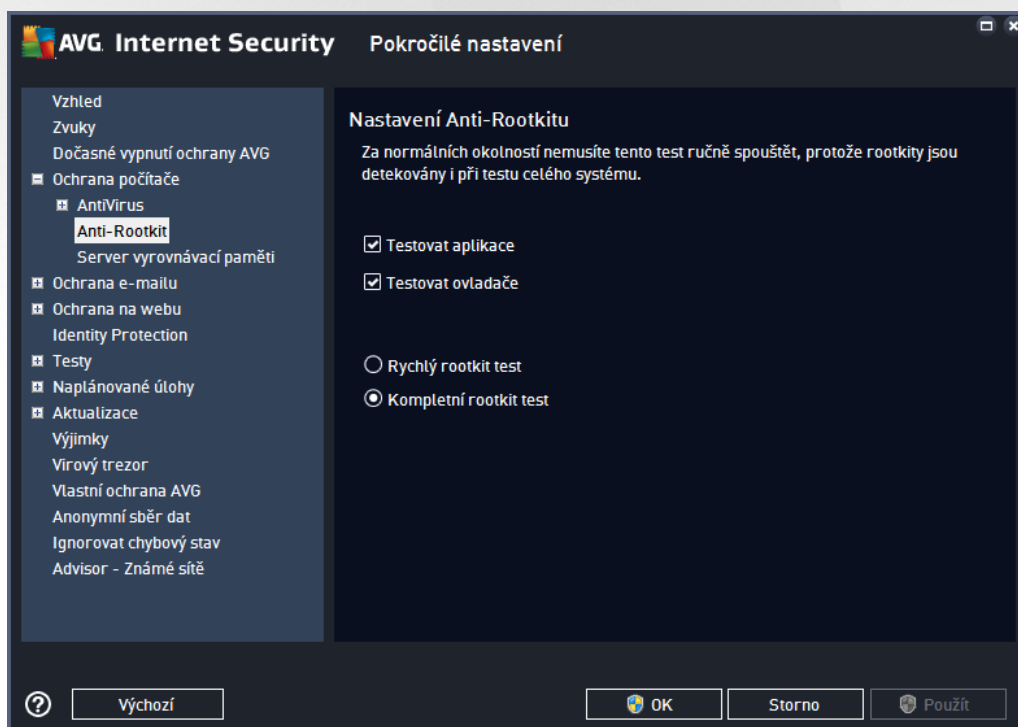 AVG. Internet Security Pokročilé nastavení
Vzhled
Zvuky
Dočasné vypnutí ochrany AVG
Ochrana počítače
AntiVirus
Anti-Rootkit
Server vyrovnávací paměti
Ochrana e-mailu
Ochrana na webu
Identity Protection
Testy
Naplánované úlohy
Aktualizace
Výjimky
Virový trezor
Vlastní ochrana AVG
Anonymní sběr dat
Ignorovat chybový stav
Advisor - Známé sítě
Nastavení Anti-Rootkitu
Za normálních okolností nemusíte tento test ručně spouštět, protože rootkity jsou
detekovány i při testu celého systému.
Testovat aplikace
Testovat ovladače
Rychlý rootkit test
Kompletní rootkit test
Výchozí
OK
Storno
Použít